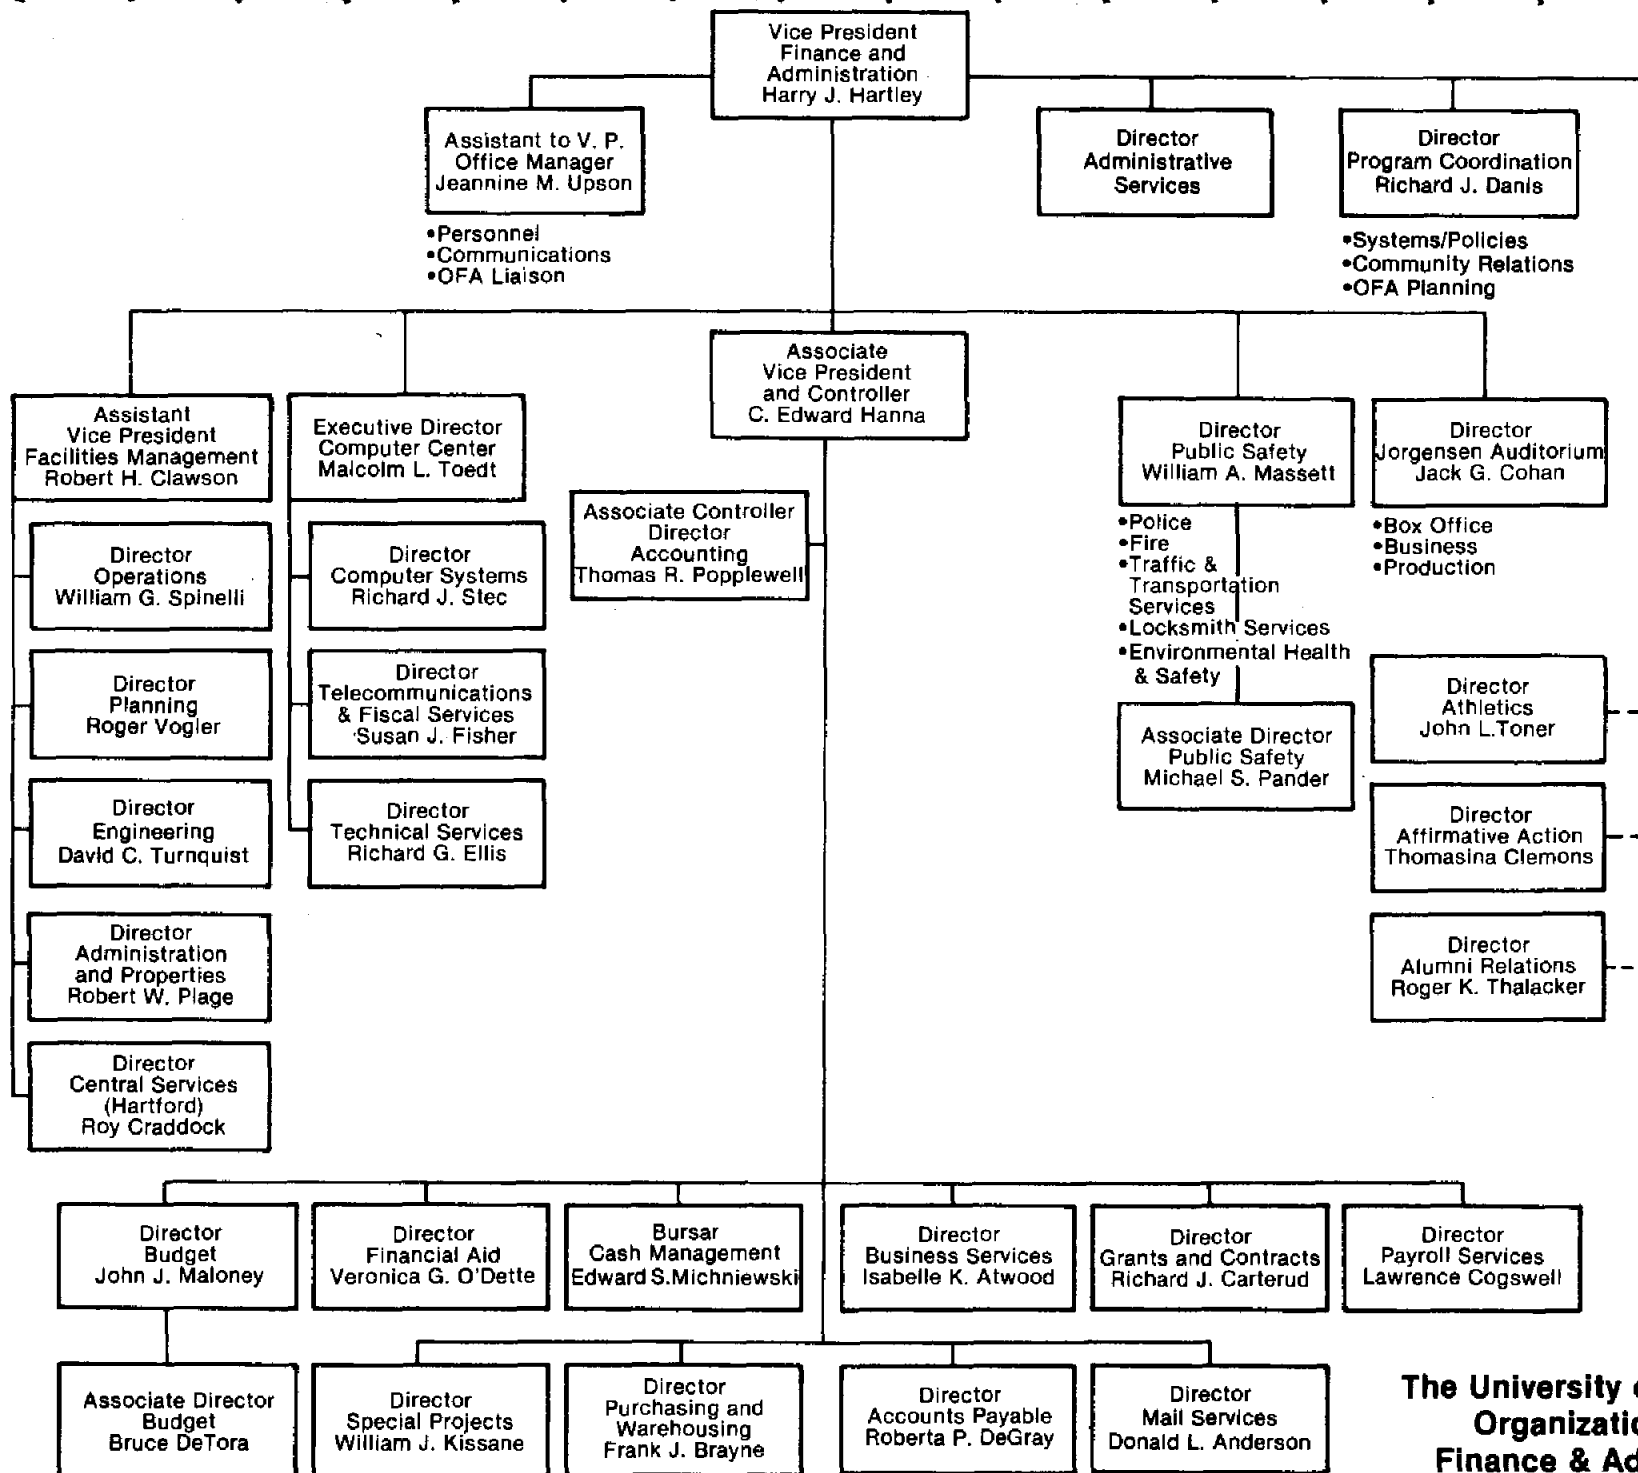 Vice President
Finance and
Administration
Harry J. Hartley
Assistant to V. P.
Office Manager
Jeannine M. Upson
•Personnel
•Communications
•OFA Liaison
Director
Administrative
Services
Director
Program Coordination
Richard J. Danis
•Systems/Policies
•Community Relations
•OFA Planning
Associate
Vice President
and Controller
C. Edward Hanna
Assistant
Vice President
Facilities Management
Robert H. Clawson
Executive Director
Computer Center
Malcolm L. Toedt
Director
Public Safety
William A. Massett
•Police
•Fire
•Traffic &
Transportation
Services
•Locksmith Services
•Environmental Health
& Safety
Director
Jorgensen Auditorium
Jack G. Cohan
•Box Office
•Business
•Production
Associate Controller
Director
Accounting
Thomas R. Popplewell
Director
Operations
William G. Spinelli
Director
Computer Systems
Richard J. Stec
Director
Planning
Roger Vogler
Director
Telecommunications
& Fiscal Services
Susan J. Fisher
Director
Athletics
John L.Toner
Associate Director
Public Safety
Michael S. Pander
Director
Engineering
David C. Turnquist
Director
Technical Services
Richard G. Ellis
Director
Affirmative Action
Thomasina Clemons
Director
Administration
and Properties
Robert W. Plage
Director
Alumni Relations
Roger K. Thalacker
Director
Central Services
(Hartford)
Roy Craddock
Director
Budget
John J. Maloney
Director
Financial Aid
Veronica G. O'Dette
Bursar
Cash Management
Edward S.Michniewski
Director
Business Services
Isabelle K. Atwood
Director
Grants and Contracts
Richard J. Carterud
Director
Payroll Services
Lawrence Cogswell
Associate Director
Budget
Bruce DeTora
Director
Special Projects
William J. Kissane
Director
Purchasing and
Warehousing
Frank J. Brayne
Director
Accounts Payable
Roberta P. DeGray
Director
Mail Services
Donald L. Anderson
The University
Organizatio
Finance & Ad